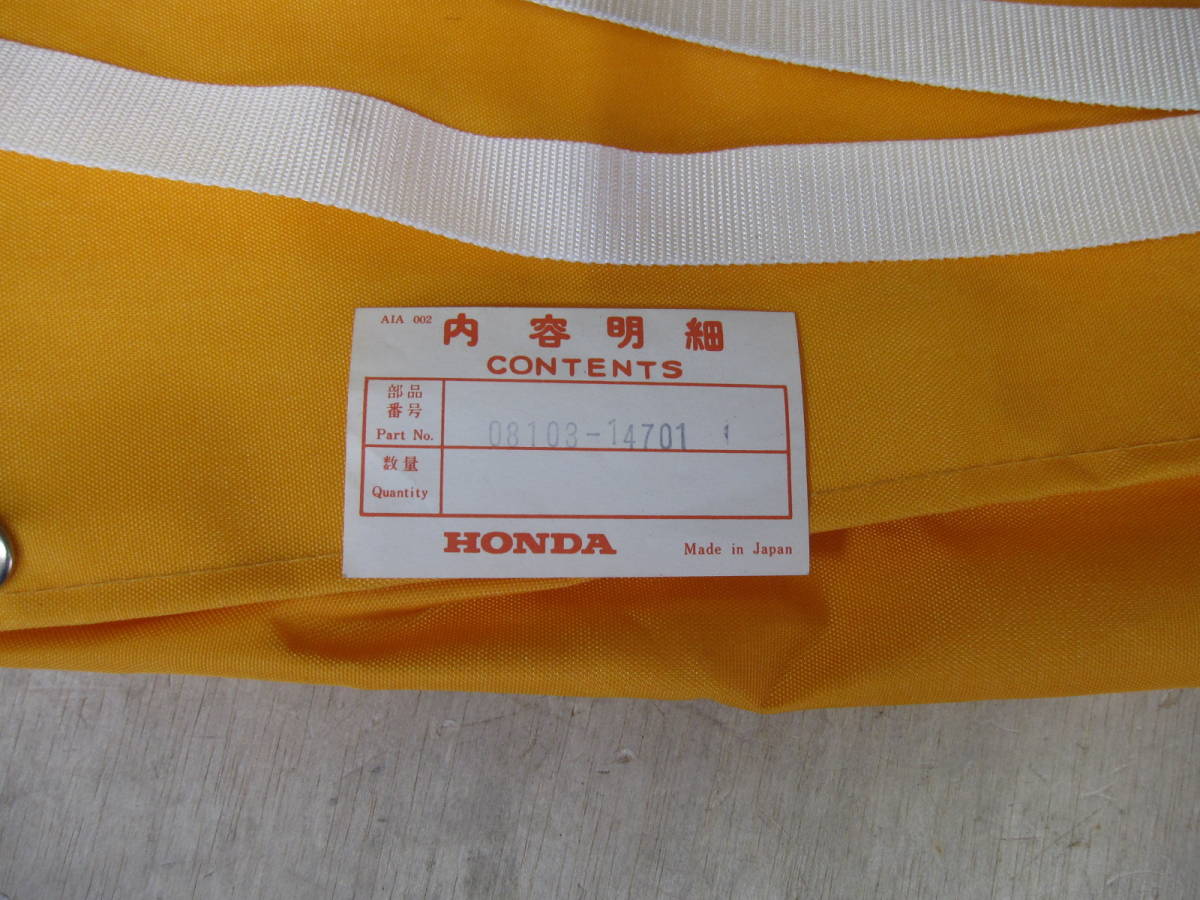 AIA 002
内容明細
CONTENTS
部品
番号
Part No.
08103-14701
数量
Quantity
HONDA
Made in Japan